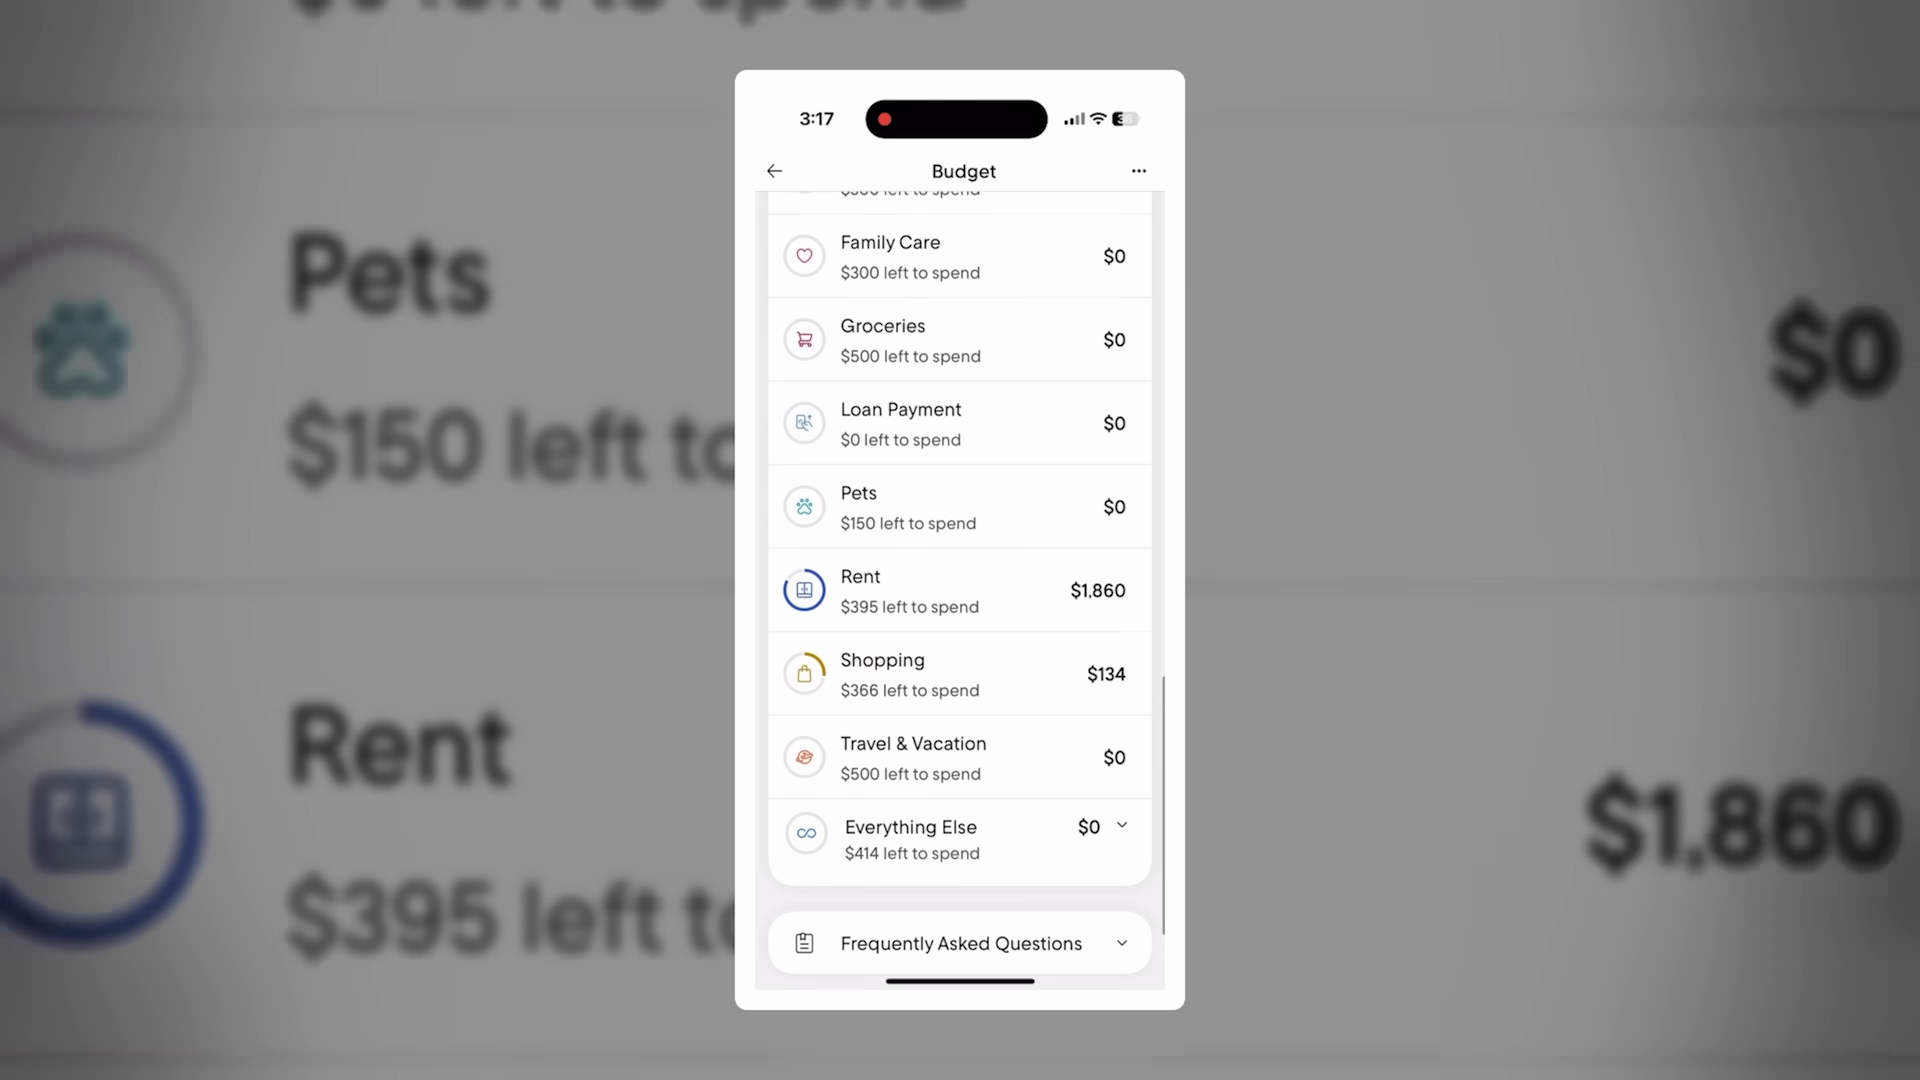 3:17
Budget
$300 left to spend
Family Care
$300 left to spend
$0
Groceries
$500 left to spend
$0
Loan Payment
$0 left to spend
$0
Pets
$150 left to spend
$0
Rent
$395 left to spend
$1,860
Shopping
$366 left to spend
$134
Travel & Vacation
$500 left to spend
$0
Everything Else
$414 left to spend
$0
Frequently Asked Questions
Pets
$150 left to
$0
Rent
$395 left to
$1,860